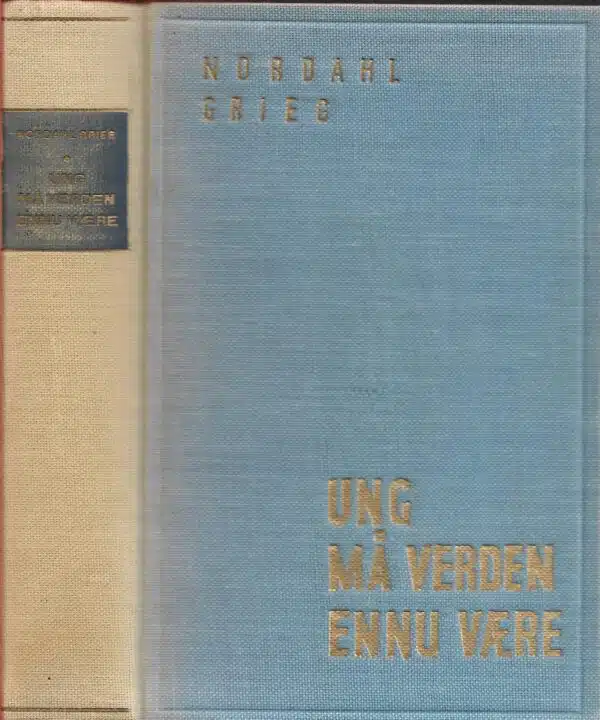 NORDAHL GRIEG
UNG
MÅ VERDEN
ENNU VÆRE
NORDAHL
GRIEG
UNG
MÅ VERDEN
ENNU VÆRE